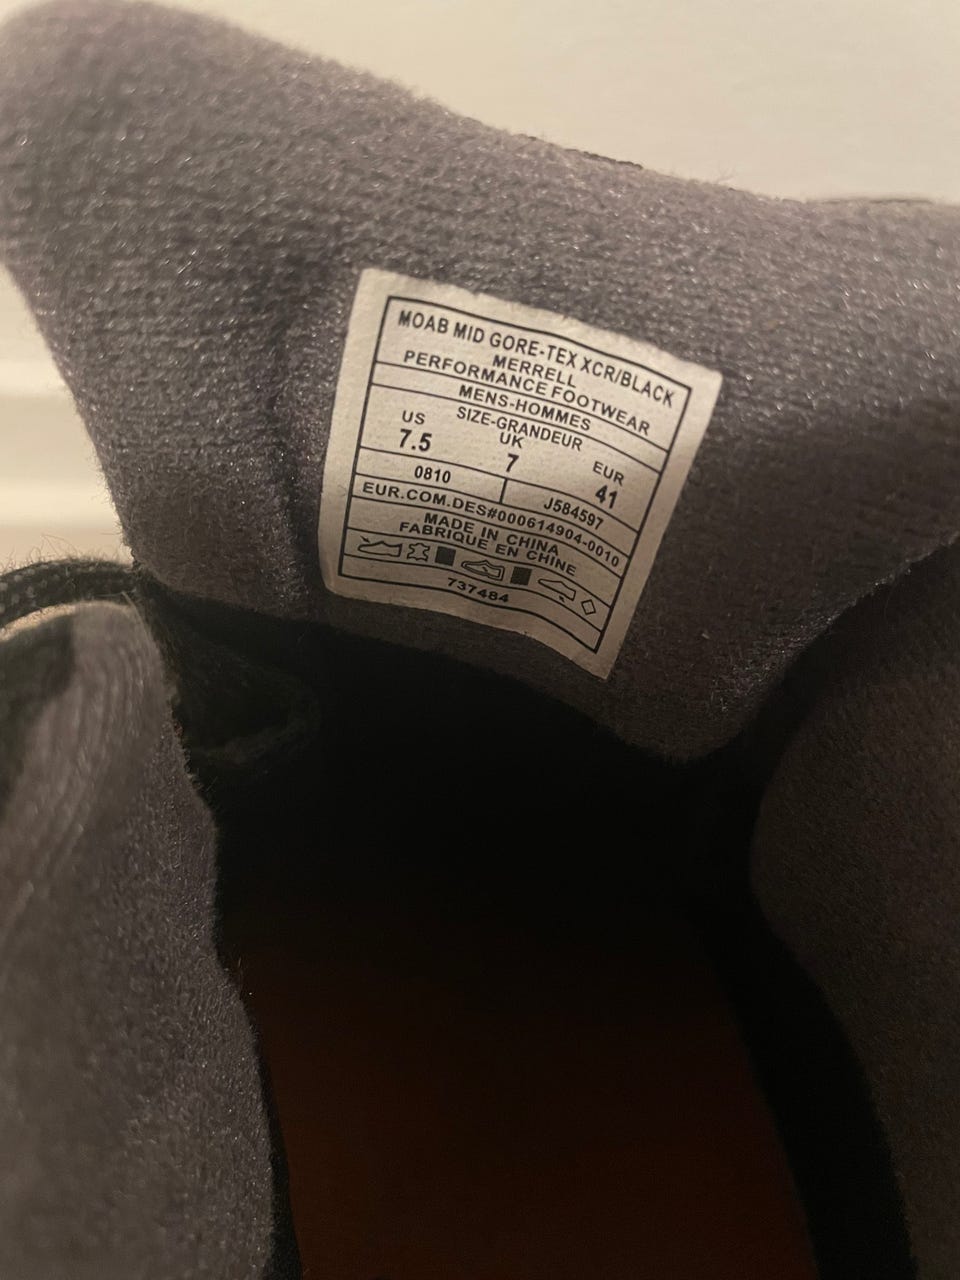 MOAB MID GORE-TEX XCR/BLACK
MERRELL
PERFORMANCE FOOTWEAR
MENS-HOMMES
SIZE-GRANDEUR
US UK EUR
7.5 7 41
0810 J584597
EUR.COM.DES#000614904-0010
MADE IN CHINA
FABRIQUE EN CHINE
737484